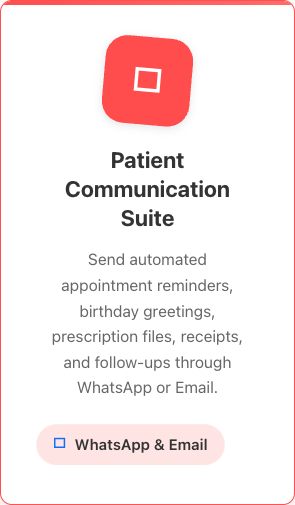 Patient
Communication
Suite
Send automated
appointment reminders,
birthday greetings,
prescription files, receipts,
and follow-ups through
WhatsApp or Email.
WhatsApp & Email